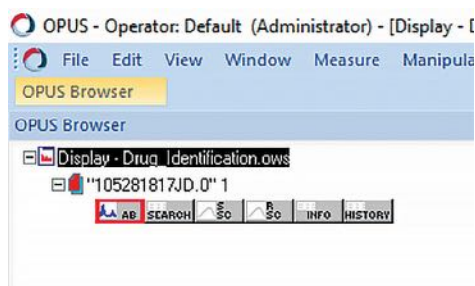 OPUS - Operator: Default (Administrator) - [Display - D
File Edit View Window Measure Manipula
OPUS Browser
OPUS Browser
Display - Drug_Identification.ows
"105281817JD.0" 1
AB SEARCH S SC R SC INFO HISTORY